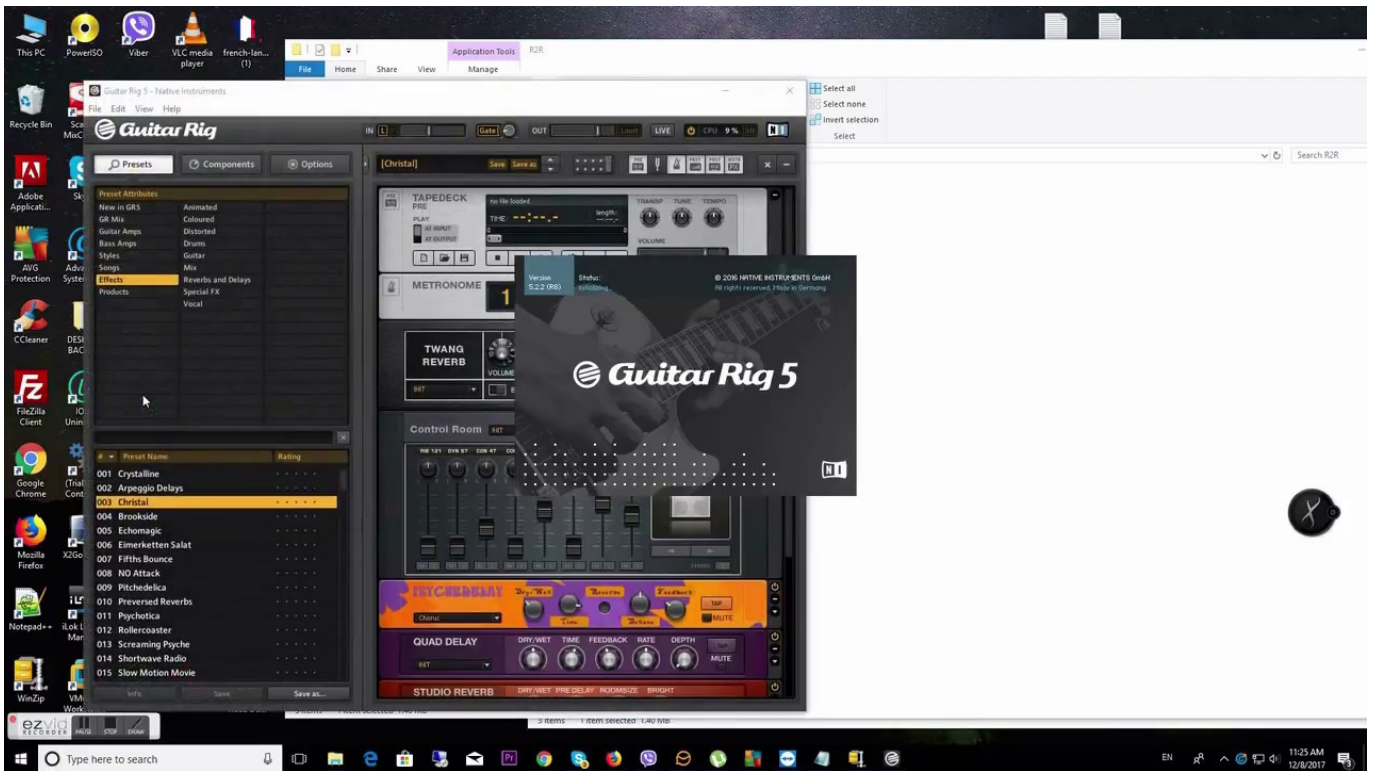 This PC
PowerISO
Viber
VLC media player
french-lan... (1)
Recycle Bin
Adobe Applicati...
AVG Protection
CCleaner
FileZilla Client
Google Chrome
Mozilla Firefox
Notepad++
WinZip
Application Tools
R2R
File Home Share View Manage
Select all
Select none
Invert selection
Select
Search R2R
Guitar Rig 5 - Native Instruments
File Edit View Help
Guitar Rig
IN L Gate OUT Limit LIVE CPU 9% NI
Presets Components Options
[Christal] Save Save as
Preset Attributes
New in GR5 Animated
GR Mix Coloured
Guitar Amps Distorted
Bass Amps Drums
Styles Guitar
Songs Mix
Effects Reverbs and Delays
Products Special FX
Vocal
# Preset Name Rating
001 Crystalline
002 Arpeggio Delays
003 Christal
004 Brookside
005 Echomagic
006 Eimerketten Salat
007 Fifths Bounce
008 NO Attack
009 Pitchedelica
010 Preversed Reverbs
011 Psychotica
012 Rollercoaster
013 Screaming Psyche
014 Shortwave Radio
015 Slow Motion Movie
Info Save Save as...
TAPEDECK PRE
no file loaded
TRANSP TUNE TEMPO
PLAY
AT INPUT
AT OUTPUT
TIME: length:
VOLUME
METRONOME
1
TWANG REVERB
VOLUME
INIT
Control Room INIT
Version
5.2.2 (R8)
Status:
Initializing...
© 2016 NATIVE INSTRUMENTS GmbH
All rights reserved. Made in Germany.
Guitar Rig 5
NI
PSYCHEDELAY
Dry/Wet Time Reverse Detune Feedback
TAP
MUTE
QUAD DELAY
DRY/WET TIME FEEDBACK RATE DEPTH
INIT
MUTE
STUDIO REVERB
DRY/WET PRE DELAY ROOMSIZE BRIGHT
3 items 1 item selected 1.40 MB
ezvid
RECORDER
PAUSE STOP DRAW
Type here to search
EN
11:25 AM
12/8/2017